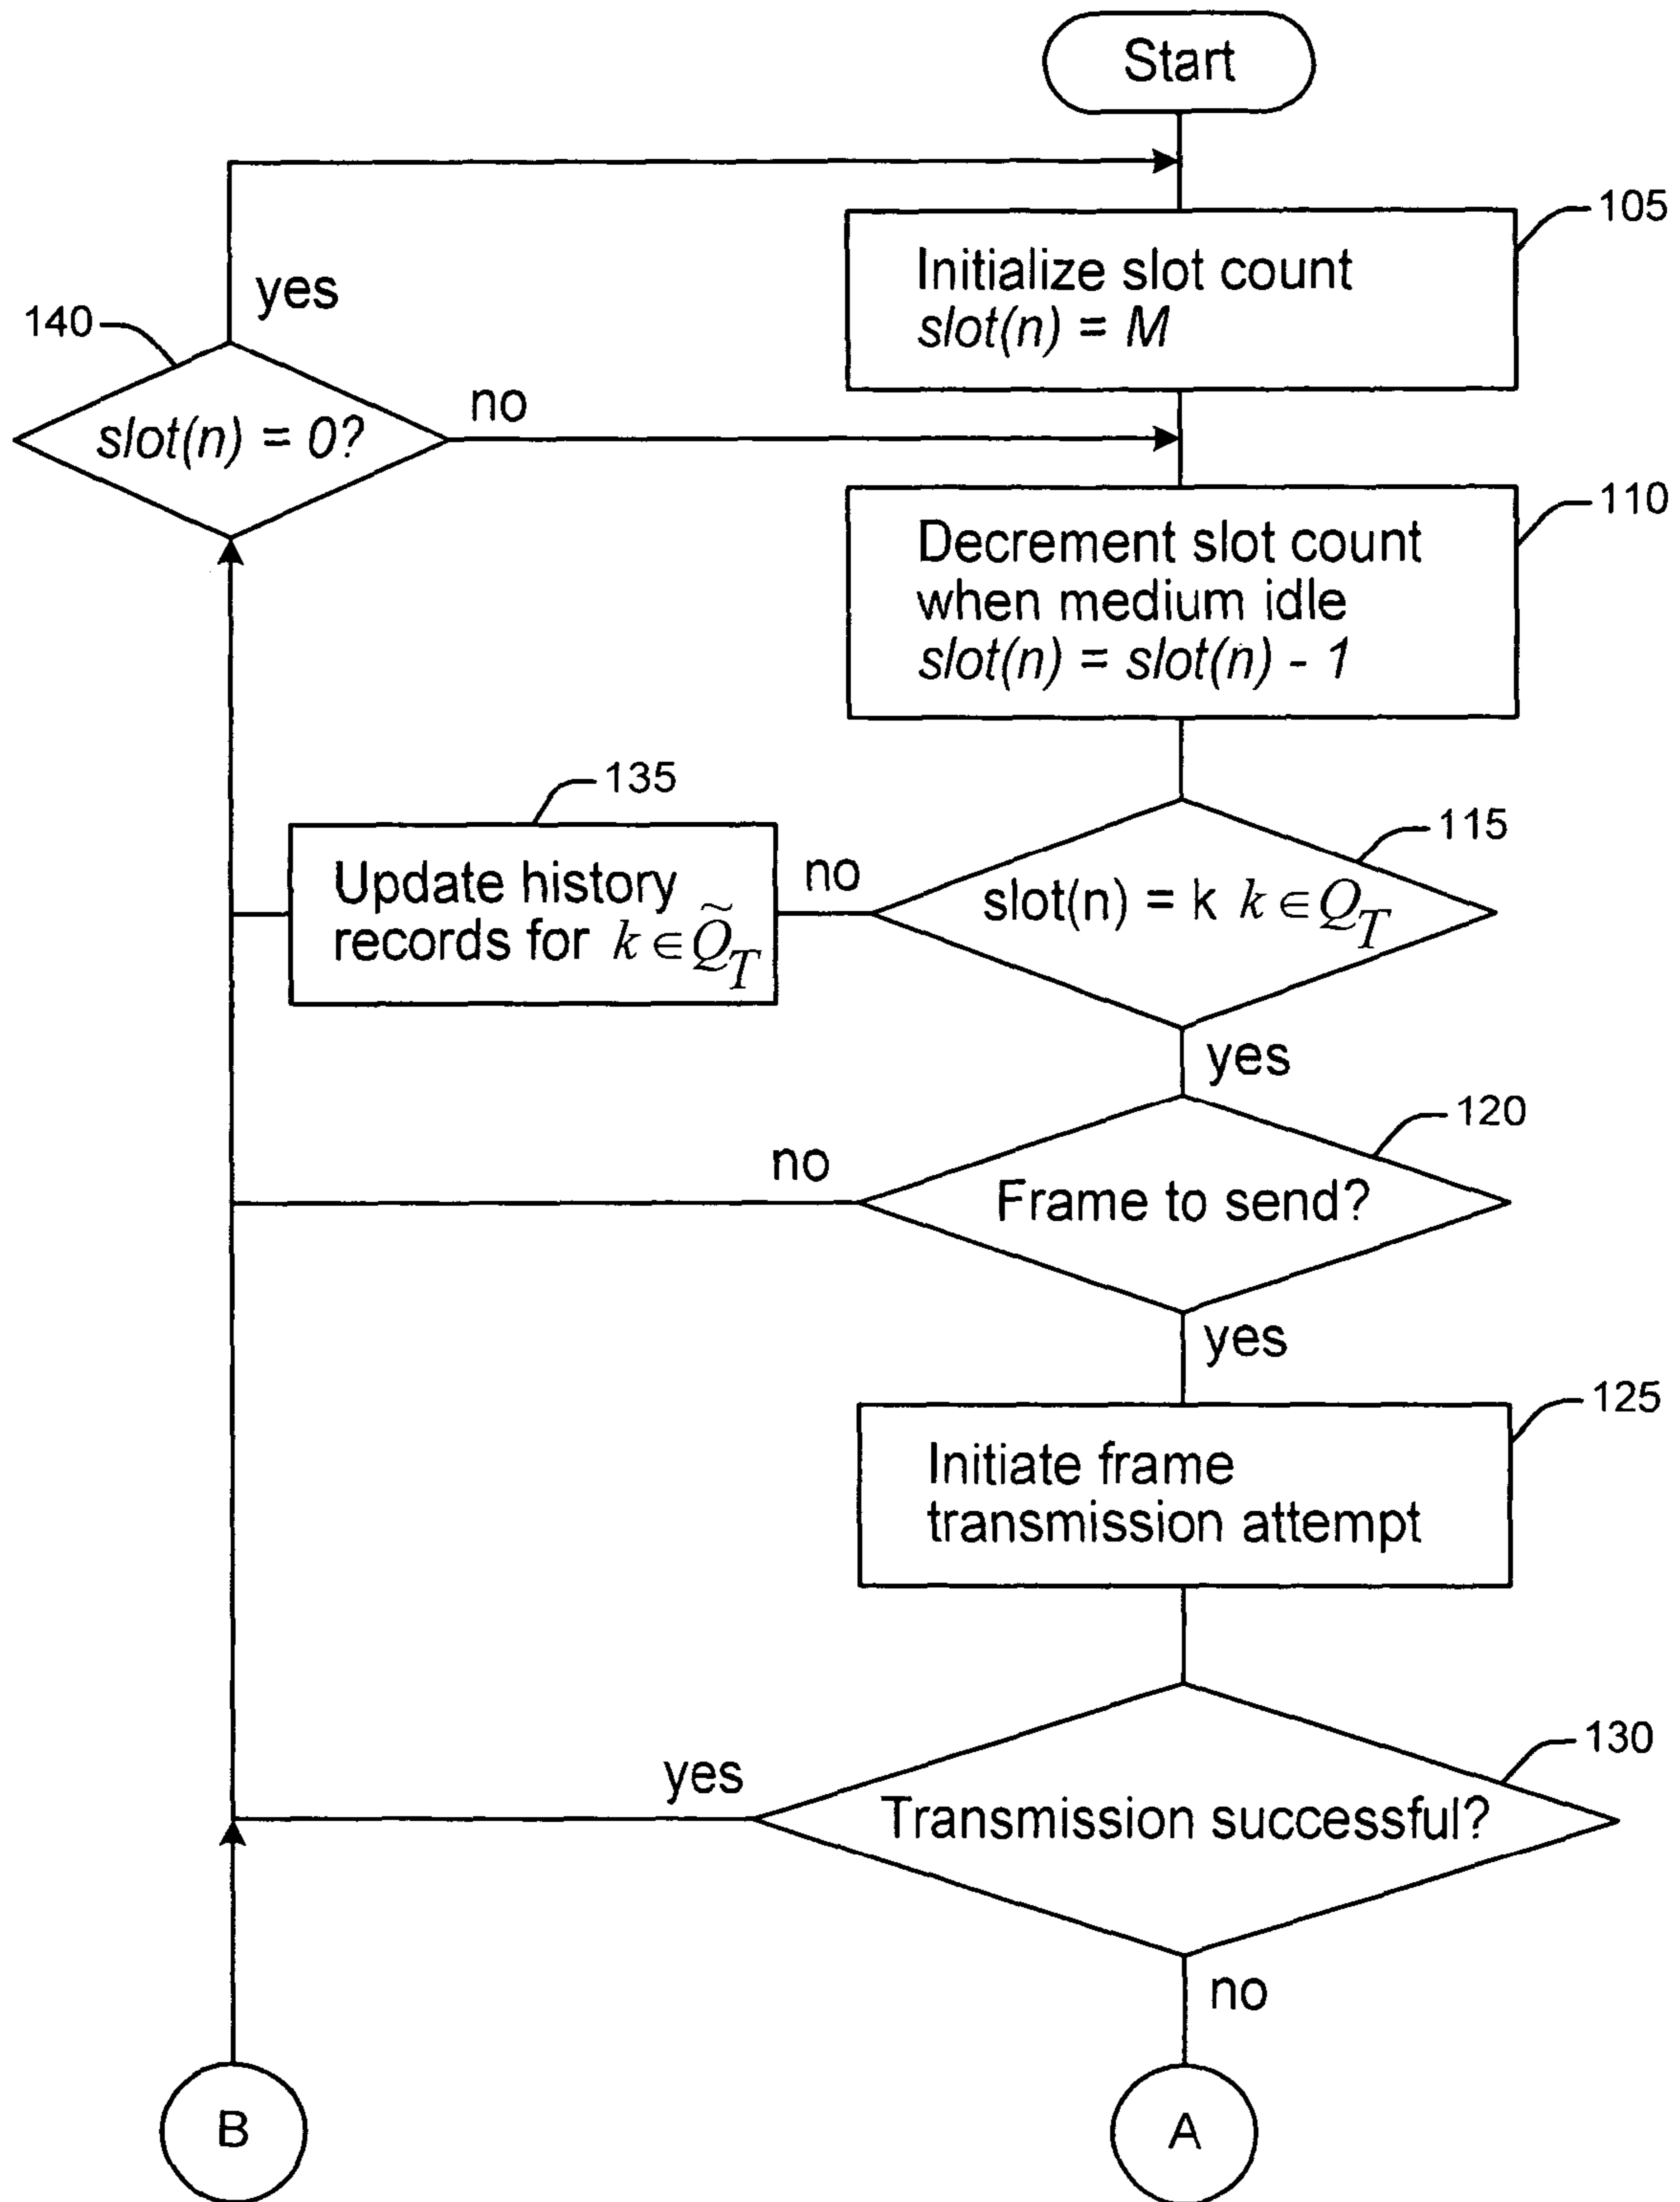 Start
105
Initialize slot count
slot(n) = M
yes
140
slot(n) = 0?
no
110
Decrement slot count
when medium idle
slot(n) = slot(n) - 1
135
Update history
records for k ∈ Q̃_T
no
115
slot(n) = k k ∈ Q_T
yes
120
no
Frame to send?
yes
125
Initiate frame
transmission attempt
130
yes
Transmission successful?
no
B
A